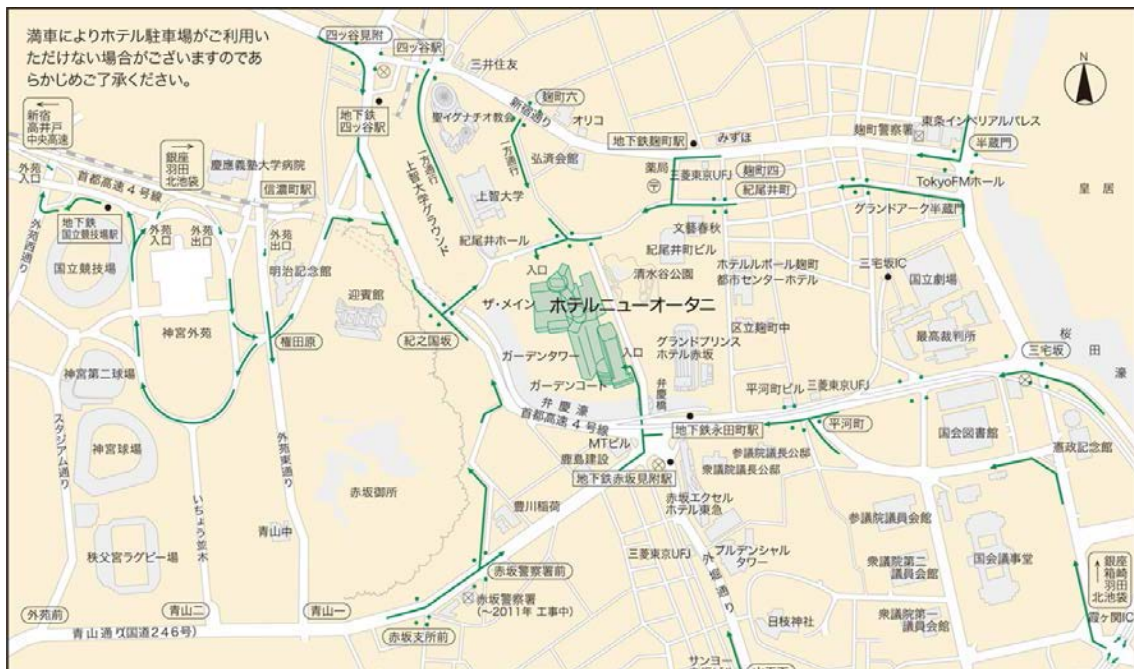 満車によりホテル駐車場がご利用い
ただけない場合がございますのであ
らかじめご了承ください。
四ッ谷見附
四ッ谷駅
三井住友
N
新宿
高井戸
中央高速
銀座
羽田
北池袋
地下鉄
四ッ谷駅
聖イグナチオ教会
新宿通り
麹町六
オリコ
地下鉄麹町駅
みずほ
麹町警察署
東条インペリアルパレス
半蔵門
慶應義塾大学病院
信濃町駅
外苑
入口
首都高速4号線
一方通行
上智大学グラウンド
一方通行
弘済会館
上智大学
薬局
三菱東京UFJ
麹町四
紀尾井町
TokyoFMホール
皇居
グランドアーク半蔵門
地下鉄
国立競技場駅
外苑
入口
外苑
出口
外苑
出口
外苑西通り
国立競技場
明治記念館
紀尾井ホール
文藝春秋
紀尾井町ビル
清水谷公園
ホテルルポール麹町
都市センターホテル
三宅坂IC
国立劇場
迎賓館
入口
ザ・メイン
ホテルニューオータニ
神宮外苑
権田原
紀之国坂
ガーデンタワー
入口
ガーデンコート
区立麹町中
グランドプリンス
ホテル赤坂
最高裁判所
桜田濠
三宅坂
神宮第二球場
スタジアム通り
弁慶濠
首都高速4号線
弁慶橋
平河町ビル
三菱東京UFJ
地下鉄永田町駅
平河町
国会図書館
憲政記念館
神宮球場
外苑東通り
MTビル
鹿島建設
地下鉄赤坂見附駅
参議院議長公邸
衆議院議長公邸
赤坂御所
いちょう並木
青山中
豊川稲荷
赤坂エクセル
ホテル東急
参議院議員会館
秩父宮ラグビー場
三菱東京UFJ
外堀通り
プルデンシャル
タワー
衆議院第二
議員会館
国会議事堂
銀座
箱崎
羽田
北池袋
赤坂警察署前
赤坂警察署
(〜2011年 工事中)
外苑前
青山二
青山一
赤坂支所前
日枝神社
衆議院第一
議員会館
霞ヶ関IC
青山通り(国道246号)
サンヨー